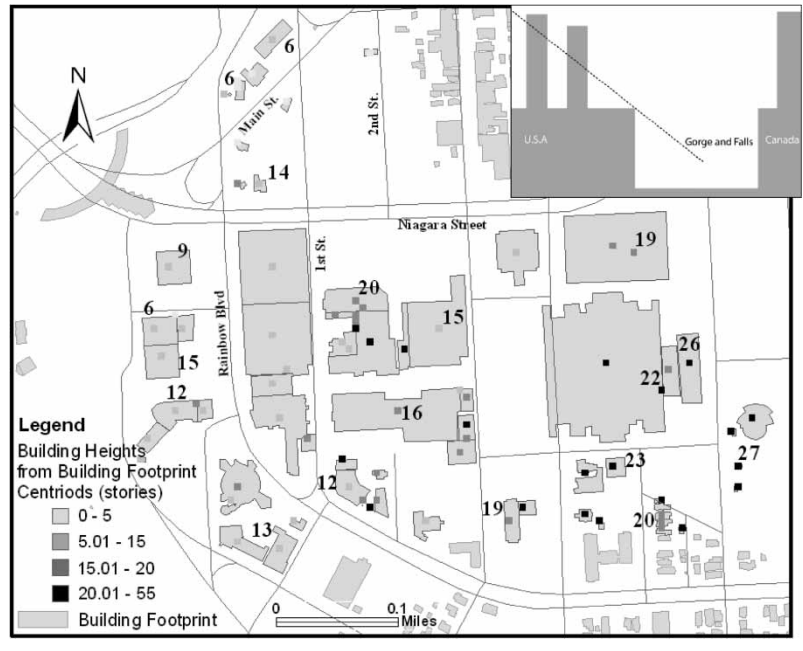 6
6
N
Main St.
2nd St.
U.S.A
Gorge and Falls
Canada
14
Niagara Street
9
1st St.
19
20
6
Rainbow Blvd
15
15
26
22
12
16
Legend
Building Heights
from Building Footprint
Centriods (stories)
0 - 5
5.01 - 15
15.01 - 20
20.01 - 55
Building Footprint
12
23
27
19
20
13
0
0.1
Miles